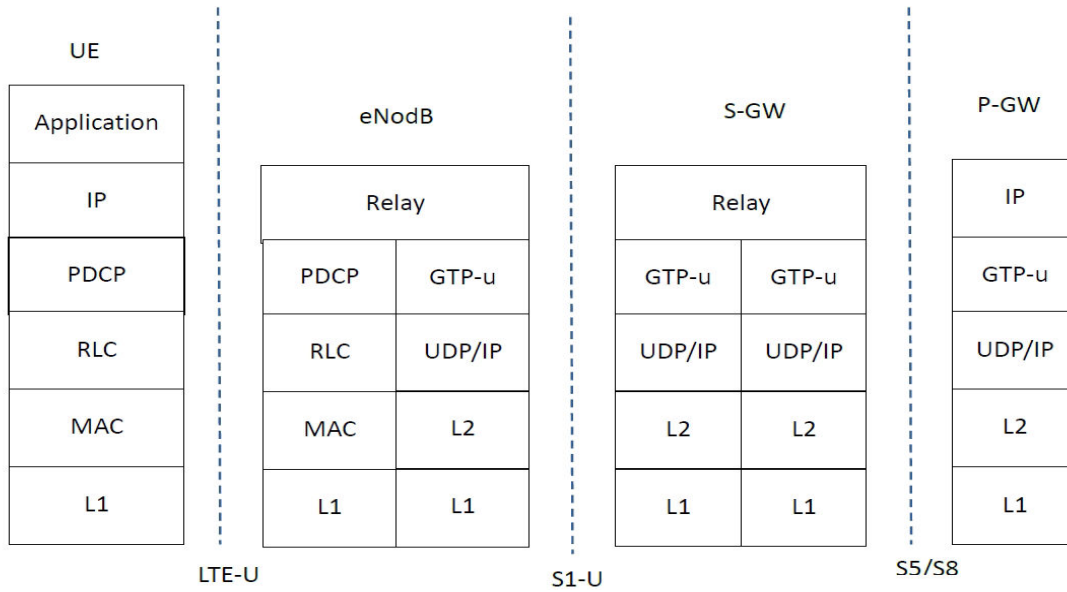 UE
Application
IP
PDCP
RLC
MAC
L1
LTE-U
eNodB
Relay
PDCP GTP-u
RLC UDP/IP
MAC L2
L1 L1
S1-U
S-GW
Relay
GTP-u GTP-u
UDP/IP UDP/IP
L2 L2
L1 L1
S5/S8
P-GW
IP
GTP-u
UDP/IP
L2
L1